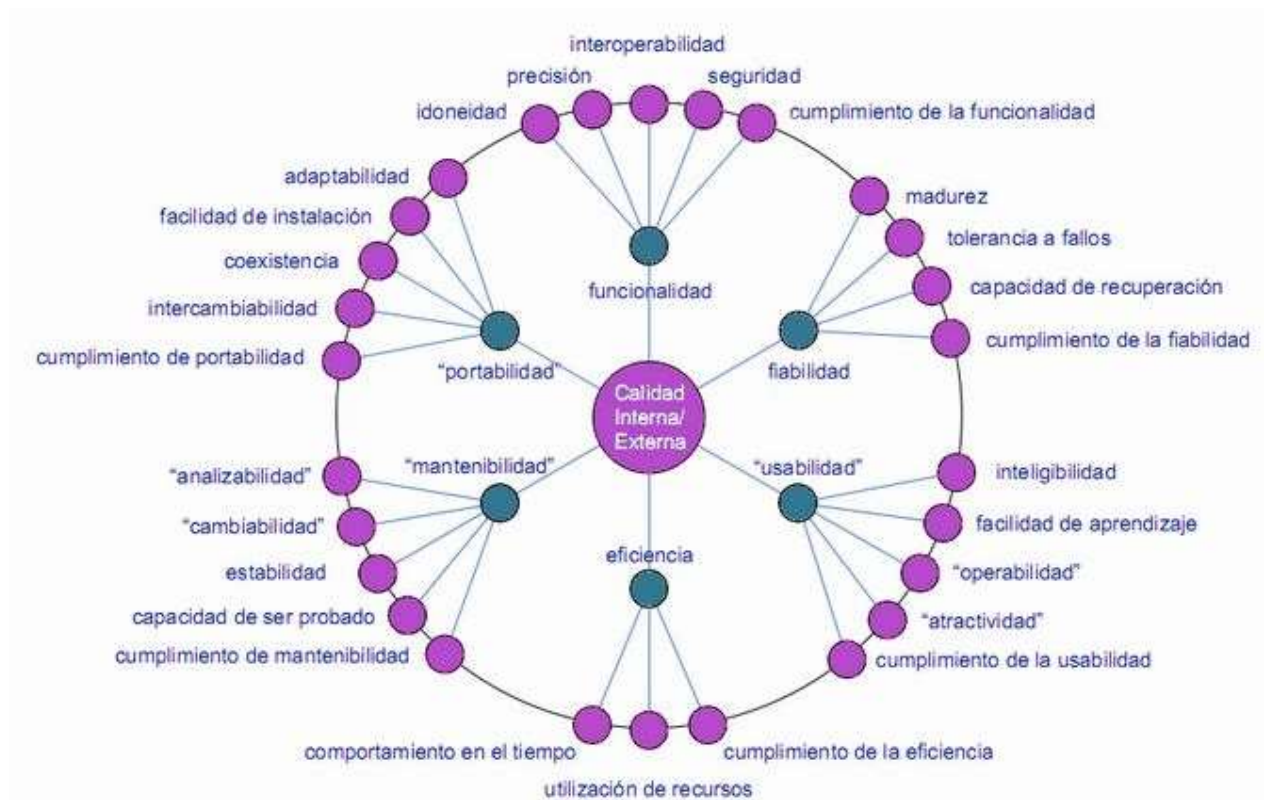 interoperabilidad
precisión
seguridad
idoneidad
cumplimiento de la funcionalidad
adaptabilidad
madurez
facilidad de instalación
tolerancia a fallos
coexistencia
capacidad de recuperación
funcionalidad
intercambiabilidad
cumplimiento de la fiabilidad
cumplimiento de portabilidad
“portabilidad”
fiabilidad
Calidad
Interna/
Externa
“mantenibilidad”
“usabilidad”
“analizabilidad”
inteligibilidad
“cambiabilidad”
facilidad de aprendizaje
eficiencia
estabilidad
“operabilidad”
capacidad de ser probado
“atractividad”
cumplimiento de mantenibilidad
cumplimiento de la usabilidad
comportamiento en el tiempo
cumplimiento de la eficiencia
utilización de recursos